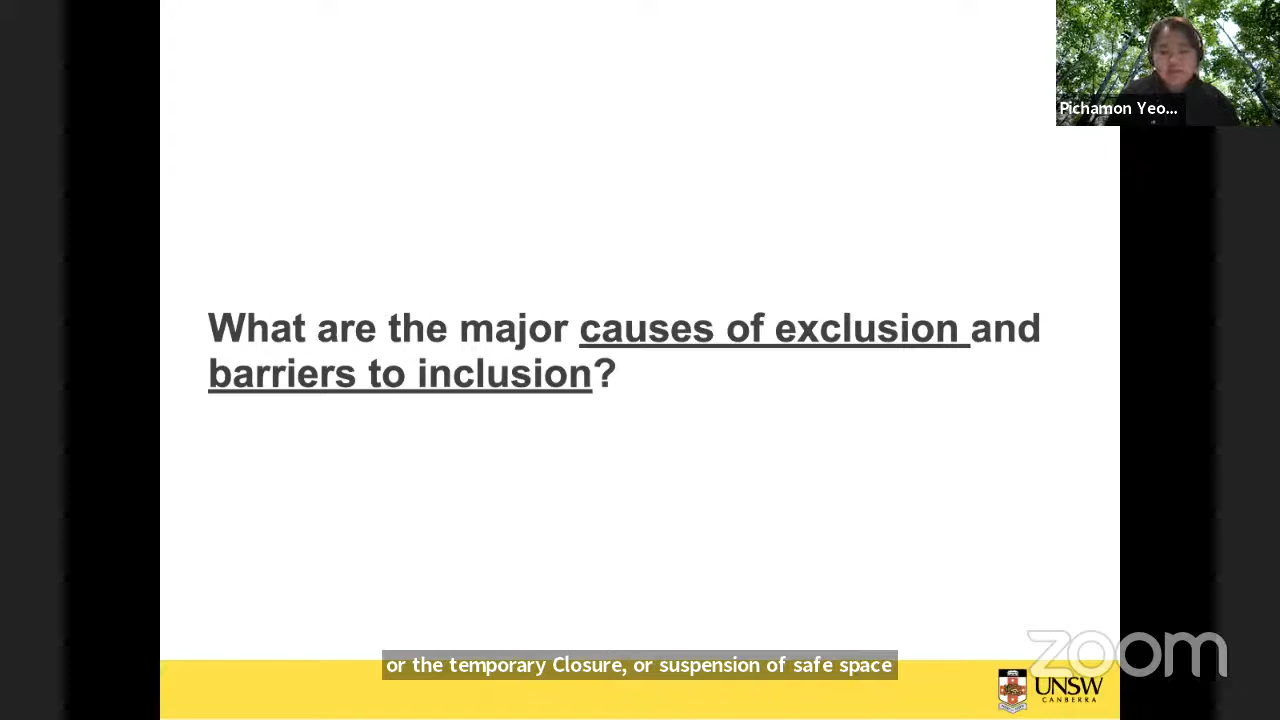 Pichamon Yeo...
What are the major causes of exclusion and
barriers to inclusion?
or the temporary Closure, or suspension of safe space
zoom
UNSW
CANBERRA